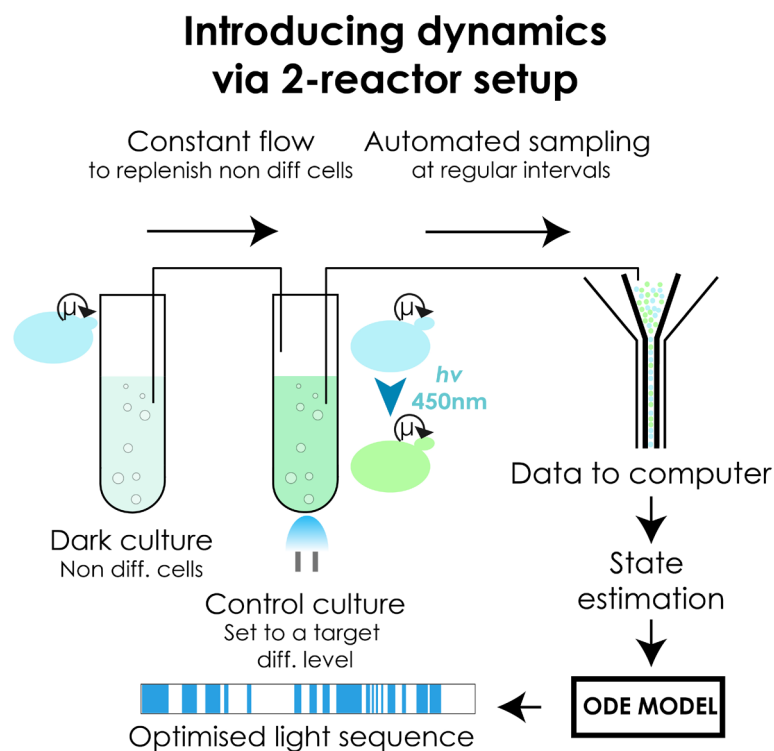 Introducing dynamics
via 2-reactor setup
Constant flow
to replenish non diff cells
Automated sampling
at regular intervals
μ
μ
hν
450nm
μ
Data to computer
Dark culture
Non diff. cells
State
estimation
Control culture
Set to a target
diff. level
ODE MODEL
Optimised light sequence